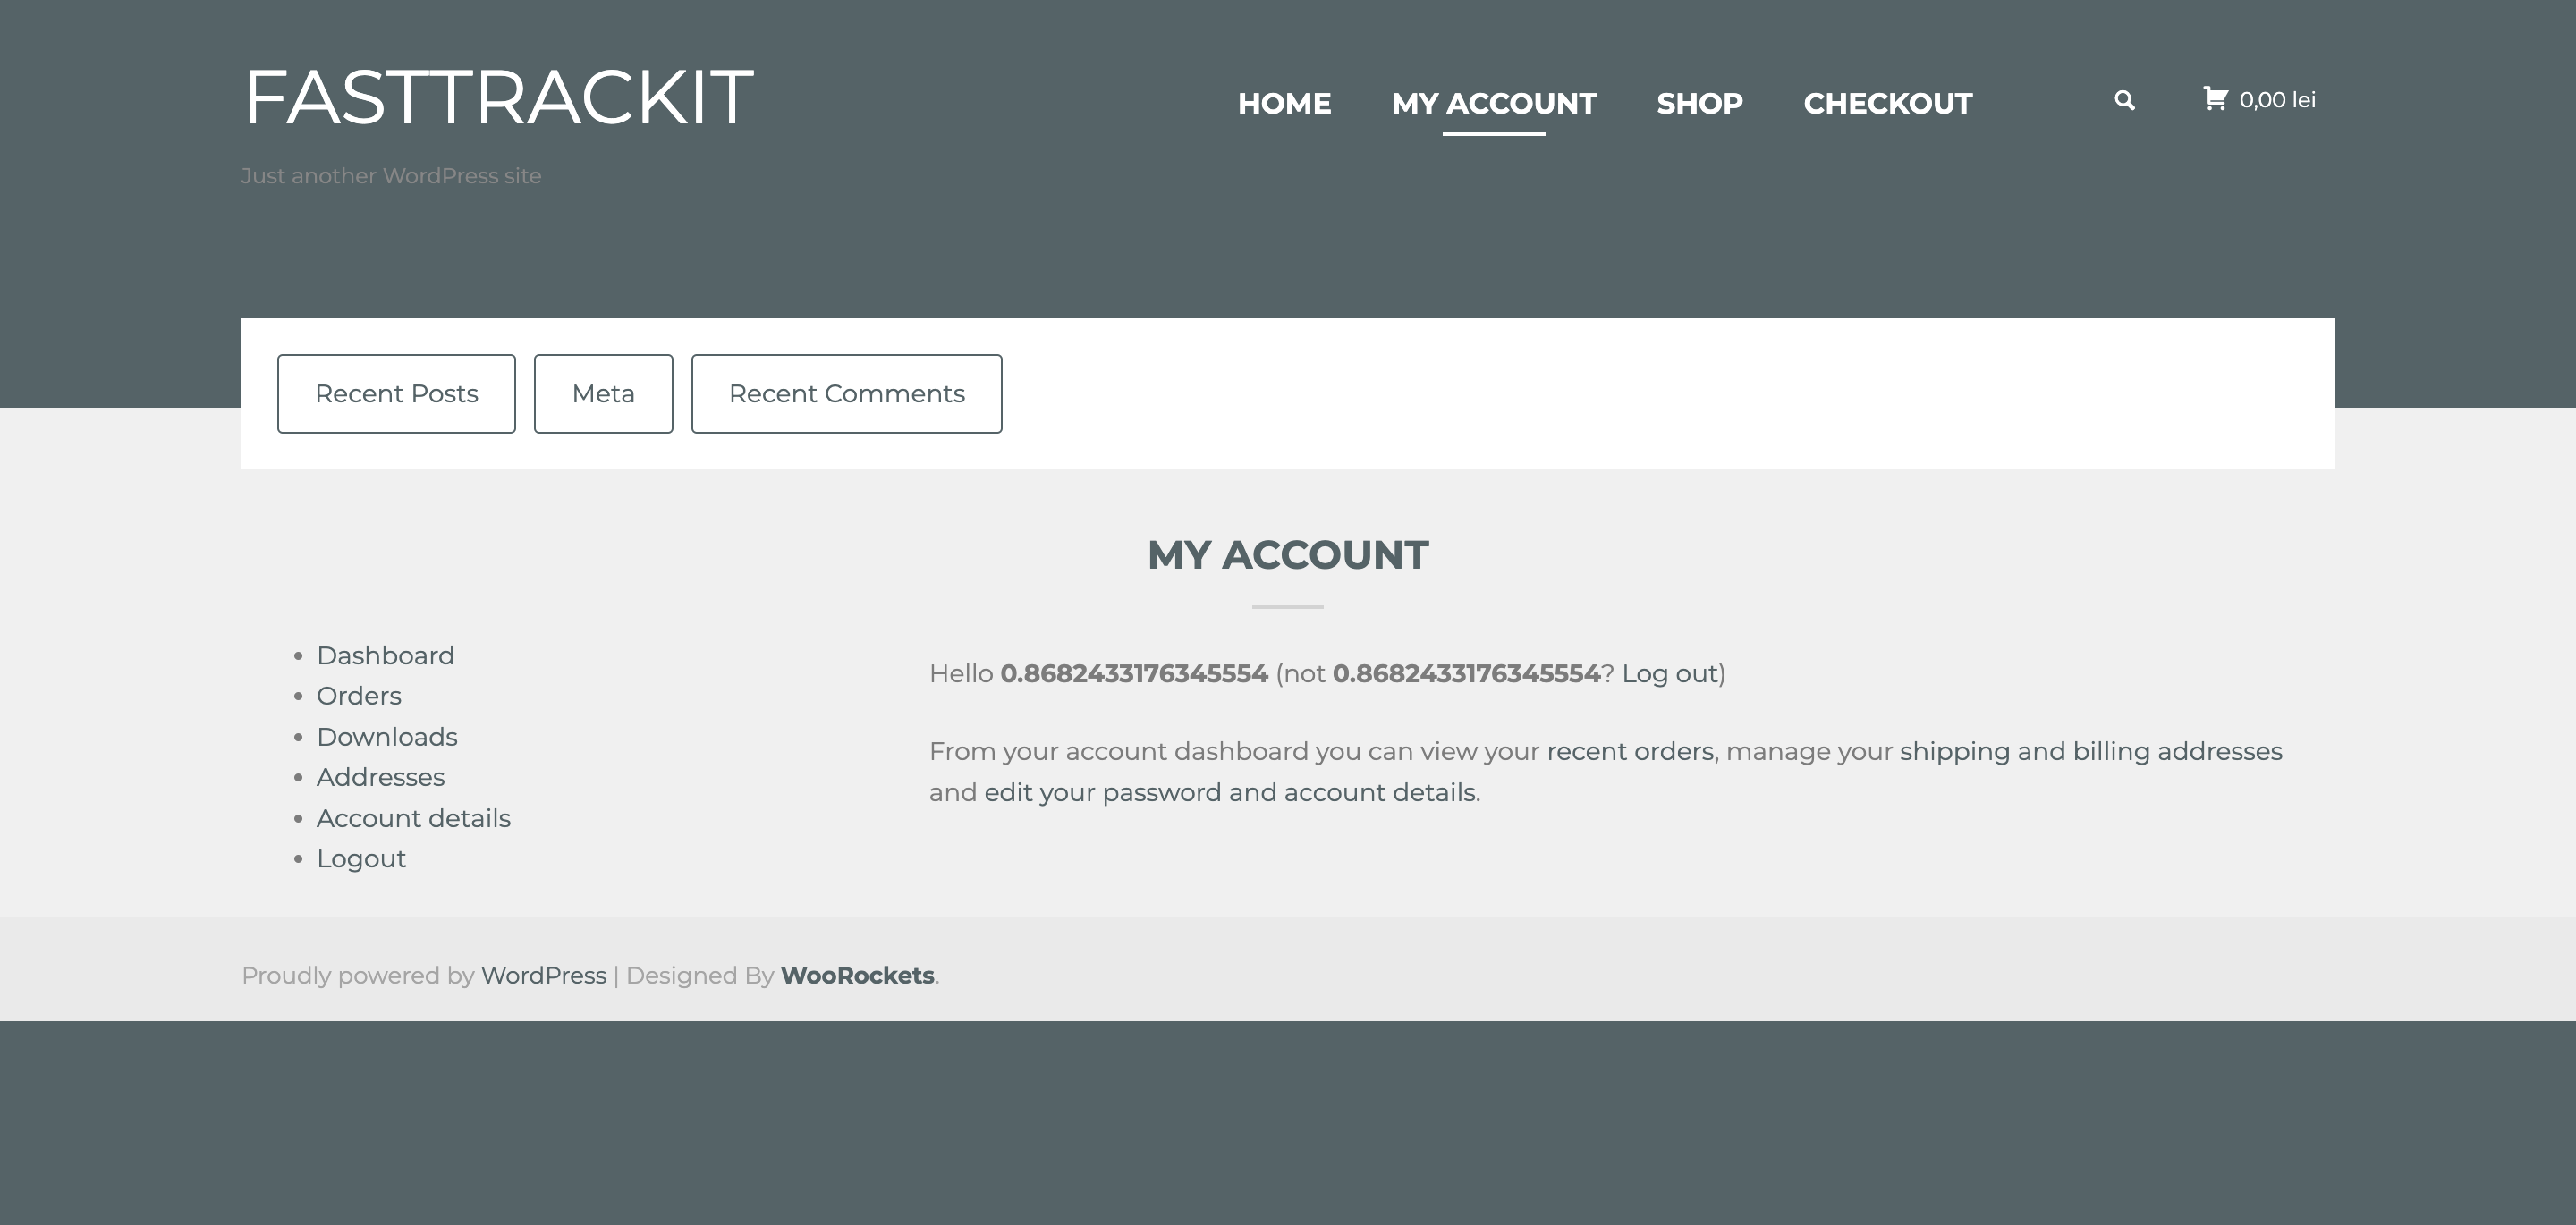 FASTTRACKIT
Just another WordPress site
HOME MY ACCOUNT SHOP CHECKOUT 0,00 lei
Recent Posts Meta Recent Comments
MY ACCOUNT
Dashboard
Orders
Downloads
Addresses
Account details
Logout
Hello 0.8682433176345554 (not 0.8682433176345554? Log out)
From your account dashboard you can view your recent orders, manage your shipping and billing addresses
and edit your password and account details.
Proudly powered by WordPress | Designed By WooRockets.